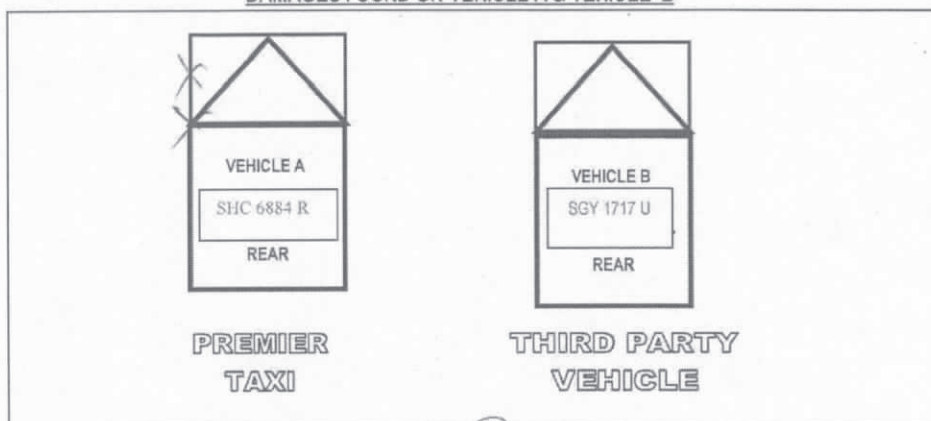 VEHICLE A
VEHICLE B
SHC 6884 R
SGY 1717 U
REAR
REAR
PREMIER
TAXI
THIRD PARTY
VEHICLE